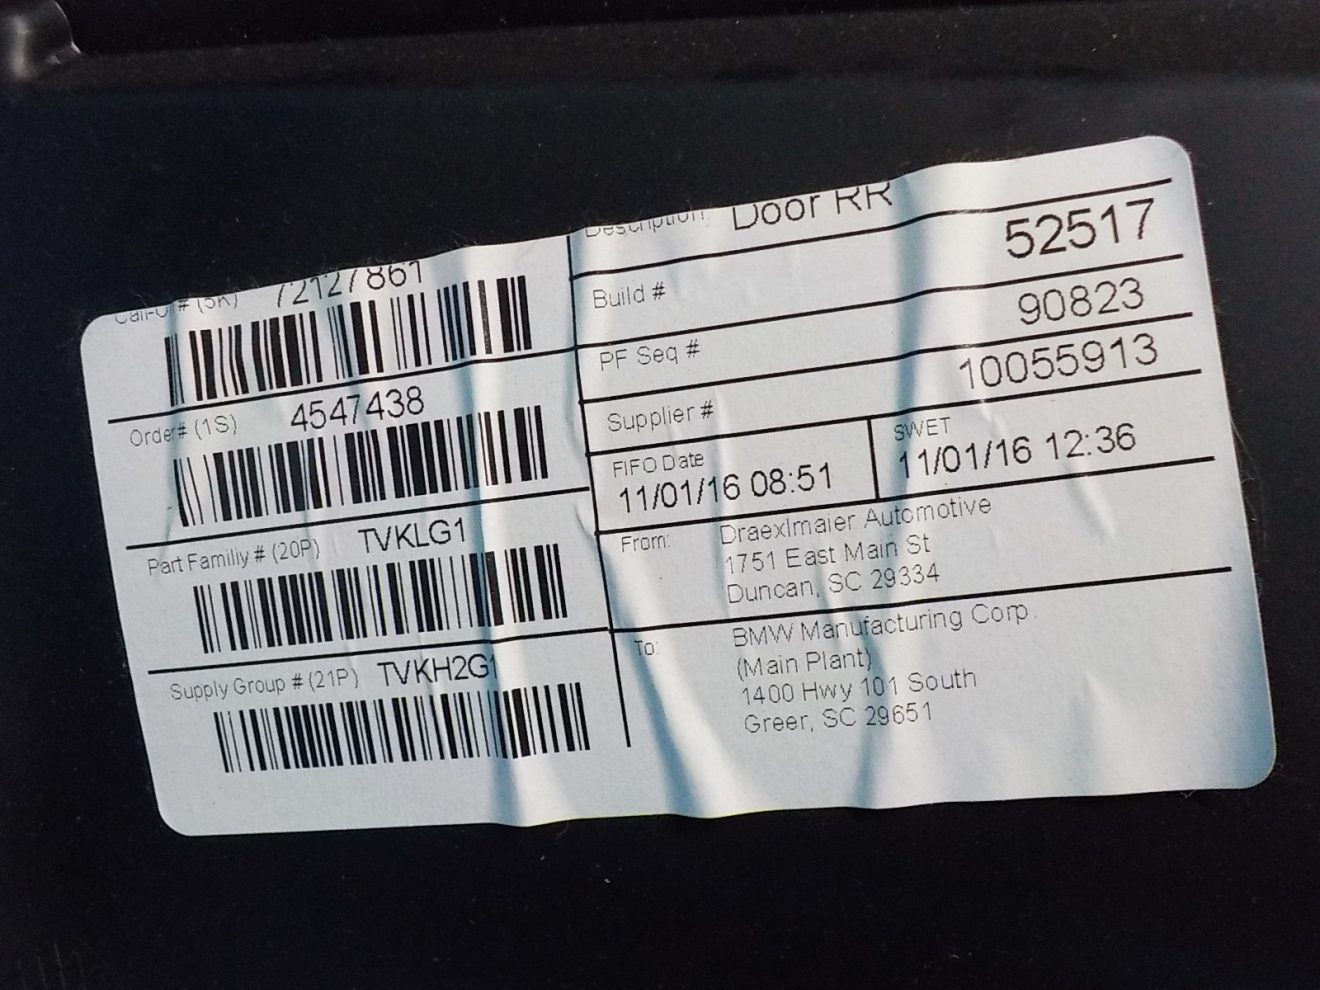 Call-Off# (5K) 72127861
Order# (1S) 4547438
Part Familiy # (20P) TVKLG1
Supply Group # (21P) TVKH2G1
Description: Door RR
Build # 52517
PF Seq # 90823
Supplier # 10055913
FIFO Date
11/01/16 08:51
SWET
11/01/16 12:36
From: Draexlmaier Automotive
1751 East Main St
Duncan, SC 29334
To: BMW Manufacturing Corp.
(Main Plant)
1400 Hwy 101 South
Greer, SC 29651